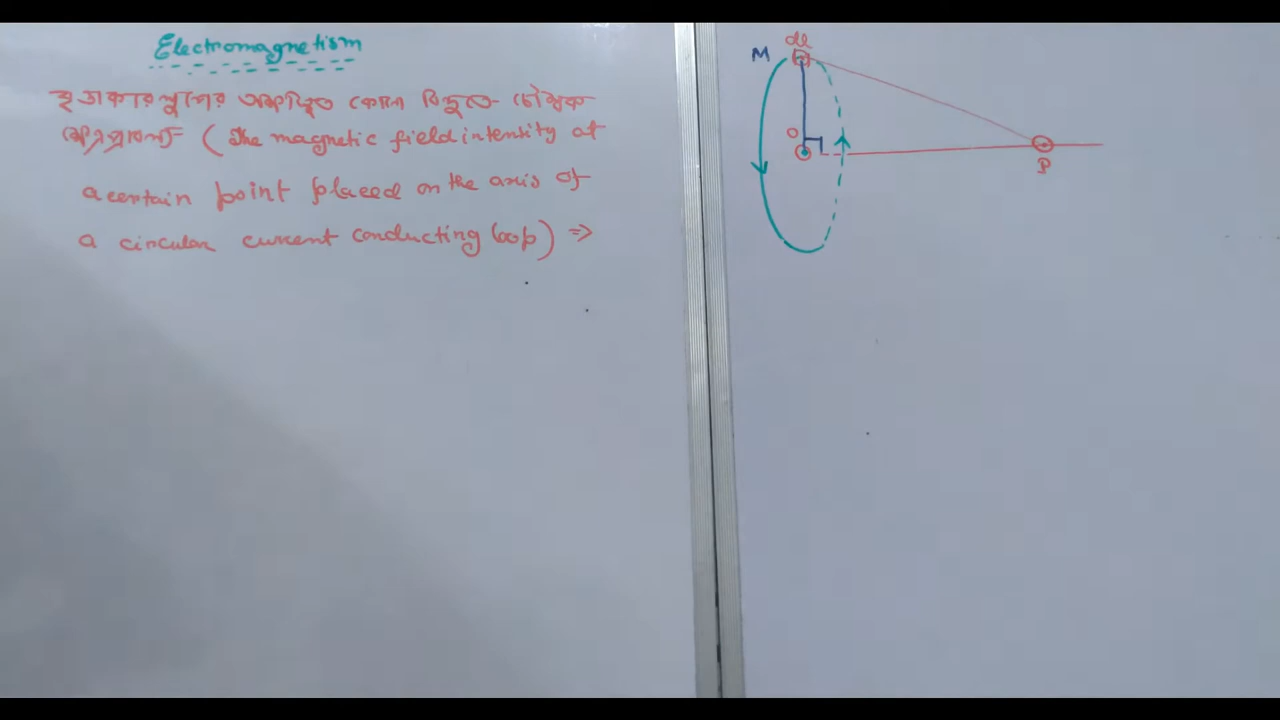 Electromagnetism
বৃত্তাকার লুপের অক্ষস্থিত কোন বিন্দুতে চৌম্বক
ক্ষেত্রপ্রাবল্য (The magnetic field intensity at
a certain point placed on the axis of
a circular current conducting loop) ⇒
dl
M
O
P